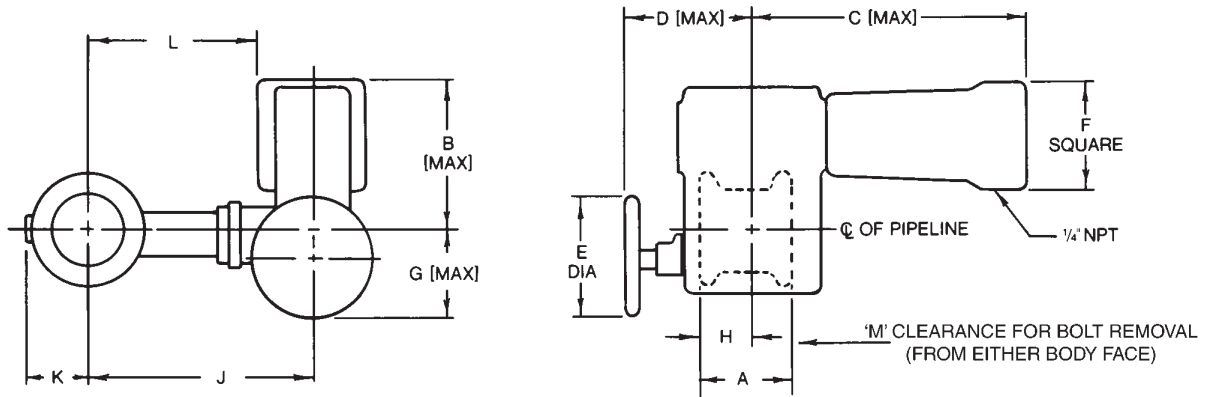 L
D [MAX]
C [MAX]
B
[MAX]
F
SQUARE
E
DIA
℄ OF PIPELINE
1/4" NPT
G [MAX]
'M' CLEARANCE FOR BOLT REMOVAL
(FROM EITHER BODY FACE)
H
K
J
A